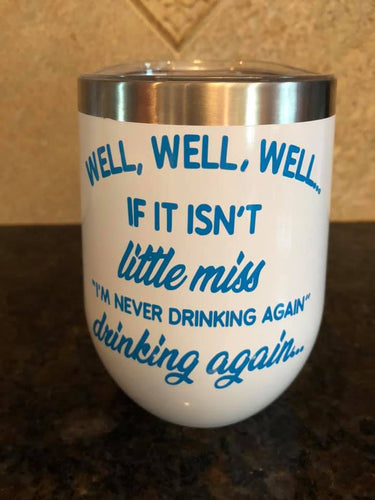 WELL, WELL, WELL...
IF IT ISN'T
little miss
"I'M NEVER DRINKING AGAIN"
drinking again...